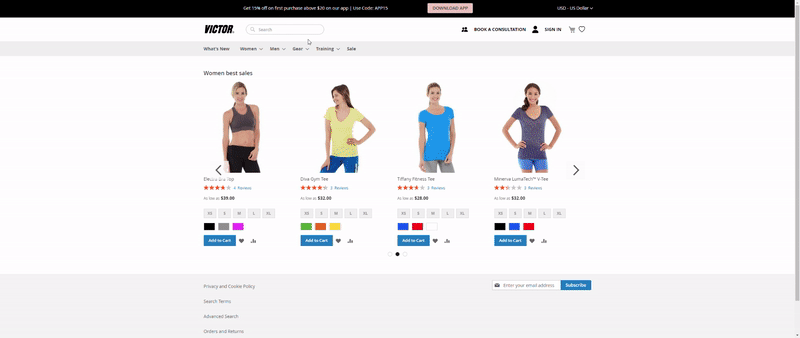 Get 15% off on first purchase above $20 on our app | Use Code: APP15
DOWNLOAD APP
USD - US Dollar
VICTOR
Search
BOOK A CONSULTATION
SIGN IN
What's New
Women
Men
Gear
Training
Sale
Women best sales
Electra Bra Top
Diva Gym Tee
Tiffany Fitness Tee
Minerva LumaTech™ V-Tee
4 Reviews
3 Reviews
3 Reviews
3 Reviews
As low as $39.00
As low as $32.00
As low as $28.00
As low as $32.00
XS S M L XL
XS S M L XL
XS S M L XL
XS S M L XL
Add to Cart
Add to Cart
Add to Cart
Add to Cart
Privacy and Cookie Policy
Enter your email address
Subscribe
Search Terms
Advanced Search
Orders and Returns